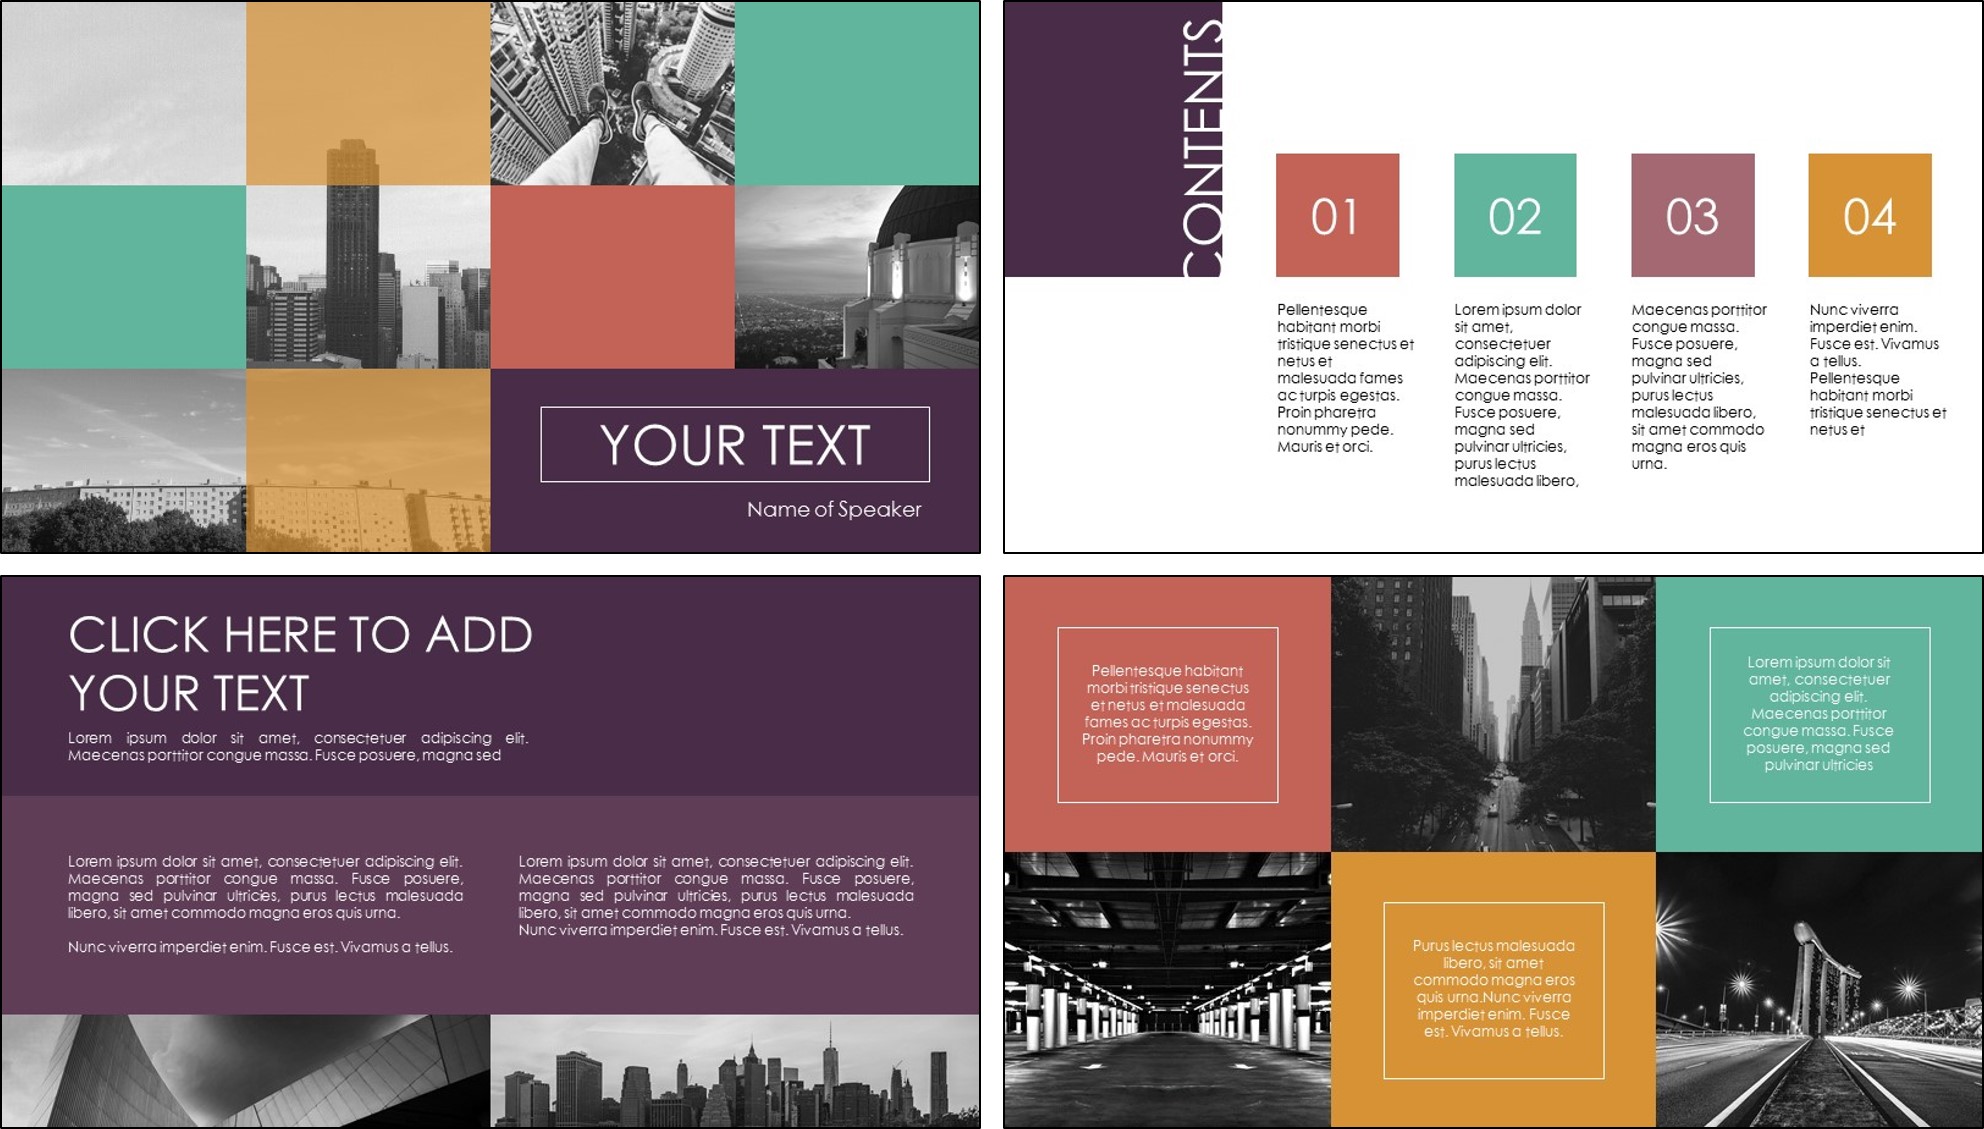 YOUR TEXT
Name of Speaker
CONTENTS
01
02
03
04
Pellentesque
habitant morbi
tristique senectus et
netus et
malesuada fames
ac turpis egestas.
Proin pharetra
nonummy pede.
Mauris et orci.
Lorem ipsum dolor
sit amet,
consectetuer
adipiscing elit.
Maecenas porttitor
congue massa.
Fusce posuere,
magna sed
pulvinar ultricies,
purus lectus
malesuada libero,
Maecenas porttitor
congue massa.
Fusce posuere,
magna sed
pulvinar ultricies,
purus lectus
malesuada libero,
sit amet commodo
magna eros quis
urna.
Nunc viverra
imperdiet enim.
Fusce est. Vivamus
a tellus.
Pellentesque
habitant morbi
tristique senectus et
netus et
CLICK HERE TO ADD
YOUR TEXT
Lorem ipsum dolor sit amet, consectetuer adipiscing elit.
Maecenas porttitor congue massa. Fusce posuere, magna sed
Lorem ipsum dolor sit amet, consectetuer adipiscing elit.
Maecenas porttitor congue massa. Fusce posuere,
magna sed pulvinar ultricies, purus lectus malesuada
libero, sit amet commodo magna eros quis urna.
Nunc viverra imperdiet enim. Fusce est. Vivamus a tellus.
Lorem ipsum dolor sit amet, consectetuer adipiscing elit.
Maecenas porttitor congue massa. Fusce posuere,
magna sed pulvinar ultricies, purus lectus malesuada
libero, sit amet commodo magna eros quis urna.
Nunc viverra imperdiet enim. Fusce est. Vivamus a tellus.
Pellentesque habitant
morbi tristique senectus
et netus et malesuada
fames ac turpis egestas.
Proin pharetra nonummy
pede. Mauris et orci.
Lorem ipsum dolor sit
amet, consectetuer
adipiscing elit.
Maecenas porttitor
congue massa. Fusce
posuere, magna sed
pulvinar ultricies
Purus lectus malesuada
libero, sit amet
commodo magna eros
quis urna.Nunc viverra
imperdiet enim. Fusce
est. Vivamus a tellus.